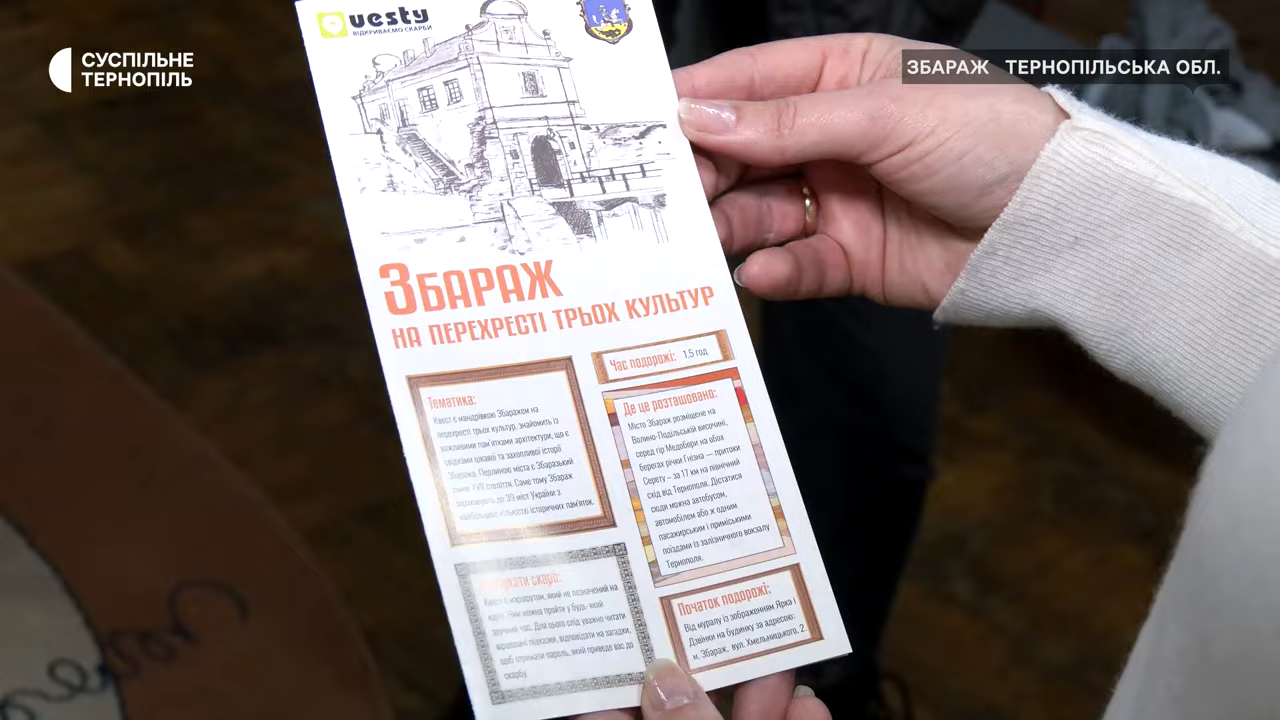 СУСПІЛЬНЕ
ТЕРНОПІЛЬ
ЗБАРАЖ ТЕРНОПІЛЬСЬКА ОБЛ.
Questy
ВІДКРИВАЄМО СКАРБИ
ЗБАРАЖ
НА ПЕРЕХРЕСТІ ТРЬОХ КУЛЬТУР
Тематика:
Квест є мандрівкою Збаражем на
перехресті трьох культур, знайомить із
важливими пам'ятками архітектури, що є
свідками цікавої та захопливої історії
Збаража. Перлиною міста є Збаразький
замок XVII століття. Саме тому Збараж
зараховують до 39 міст України з
найбільшою кількістю історичних пам'яток.
Час подорожі: 1,5 год
Де це розташовано:
Місто Збараж розміщене на
Волино-Подільській височині,
серед гір Медобори на обох
берегах річки Гнізна — притоки
Серету – за 17 км на північний
схід від Тернополя. Дістатися
сюди можна автобусом,
автомобілем або ж одним
пасажирським і приміськими
поїздами із залізничного вокзалу
Тернополя.
скарб:
Квест є маршрутом, який не позначений на
карті. Ним можна пройти у будь-який
зручний час. Для цього слід уважно читати
віршовані підказки, відповідати на загадки,
щоб отримали пароль, який приведе вас до
скарбу.
Початок подорожі:
Від муралу із зображенням Ярка і
Дзвінки на будинку за адресою:
м. Збараж, вул. Хмельницького, 2.